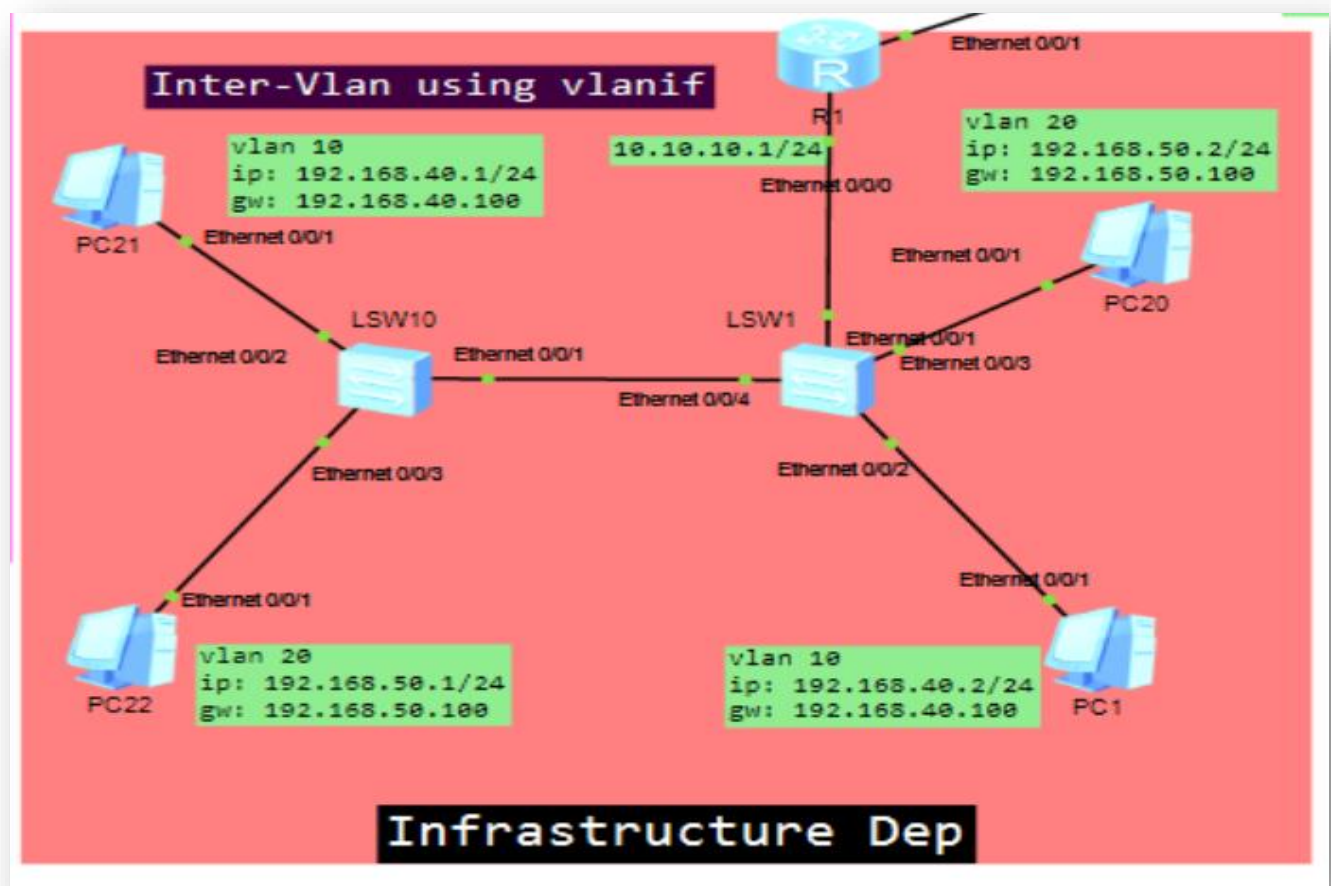 Ethernet 0/0/1
Inter-Vlan using vlanif
R
R1
vlan 10
ip: 192.168.40.1/24
gw: 192.168.40.100
10.10.10.1/24
Ethernet 0/0/0
vlan 20
ip: 192.168.50.2/24
gw: 192.168.50.100
PC21
Ethernet 0/0/1
Ethernet 0/0/1
PC20
LSW10
LSW1
Ethernet 0/0/2
Ethernet 0/0/1
Ethernet 0/0/1
Ethernet 0/0/3
Ethernet 0/0/4
Ethernet 0/0/3
Ethernet 0/0/2
Ethernet 0/0/1
Ethernet 0/0/1
PC22
vlan 20
ip: 192.168.50.1/24
gw: 192.168.50.100
vlan 10
ip: 192.168.40.2/24
gw: 192.168.40.100
PC1
Infrastructure Dep